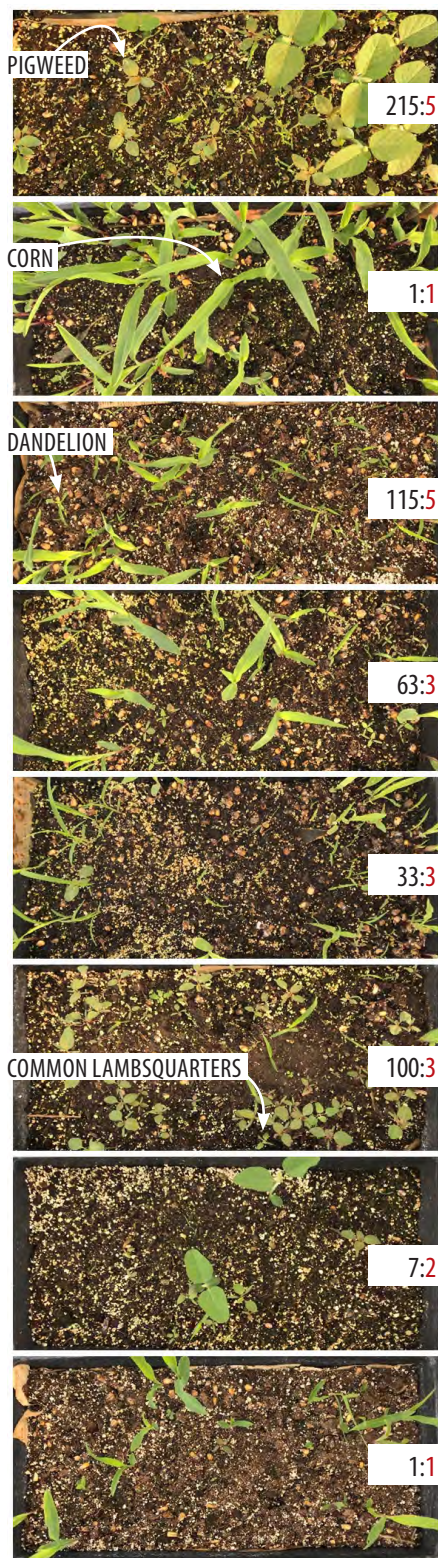 PIGWEED
215:5
CORN
1:1
DANDELION
115:5
63:3
33:3
100:3
COMMON LAMBSQUARTERS
7:2
1:1